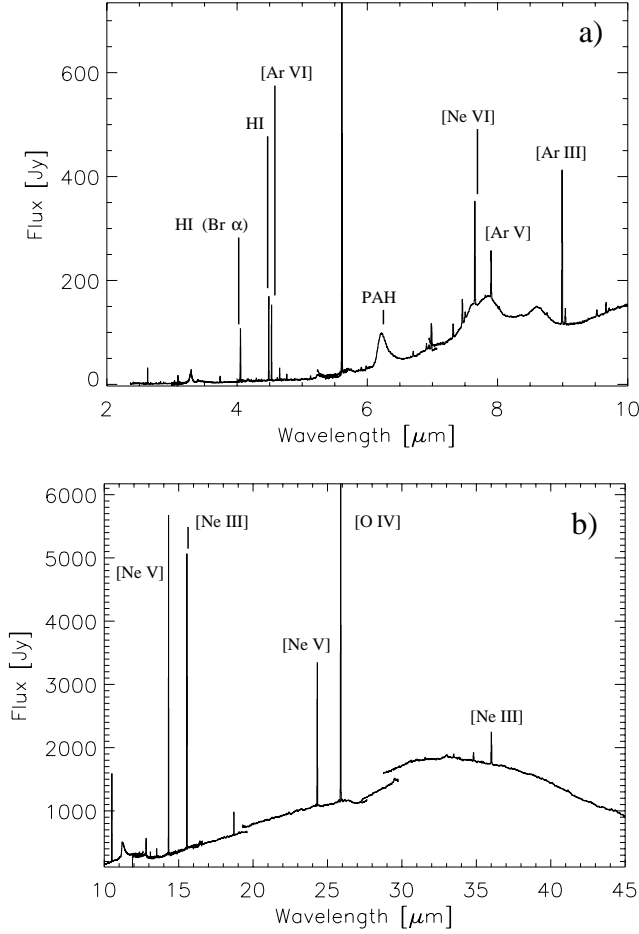 a)
[Ar VI]
HI
[Ne VI]
[Ar III]
HI (Br α)
[Ar V]
PAH
600
400
200
0
Flux [Jy]
2 4 6 8 10
Wavelength [μm]
b)
[Ne III]
[O IV]
[Ne V]
[Ne V]
[Ne III]
6000
5000
4000
3000
2000
1000
Flux [Jy]
10 15 20 25 30 35 40 45
Wavelength [μm]